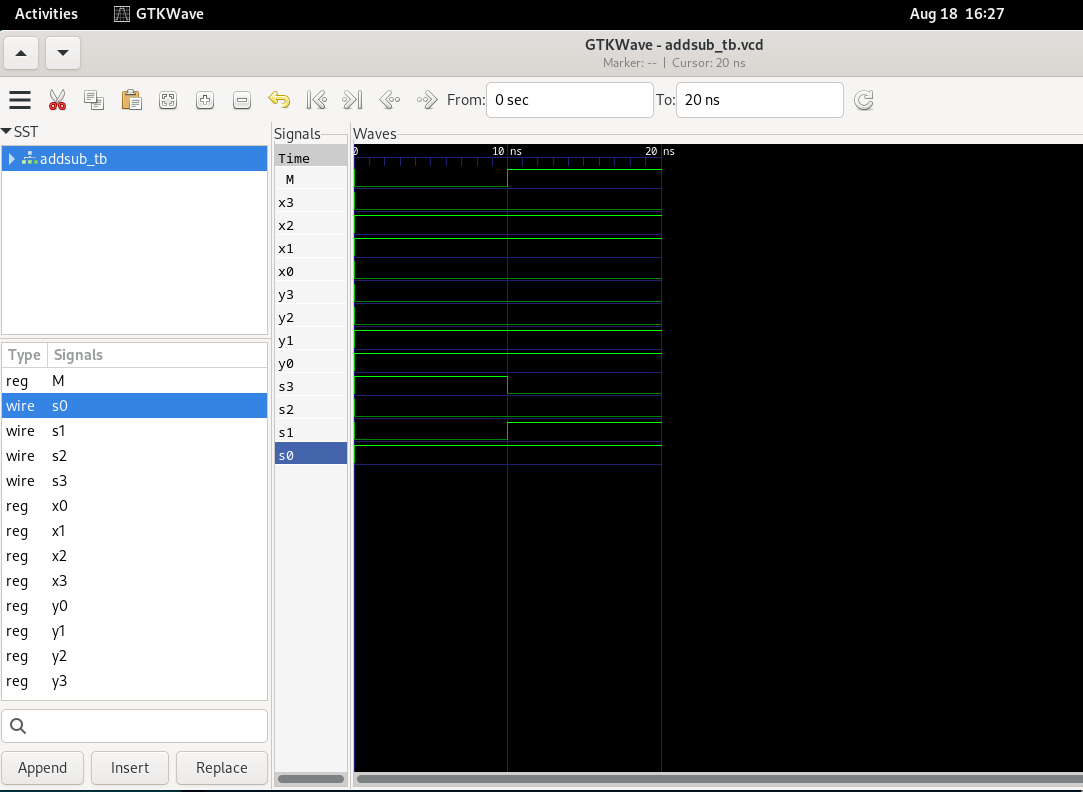 Activities GTKWave Aug 18 16:27
GTKWave - addsub_tb.vcd
Marker: -- | Cursor: 20 ns
From: 0 sec To: 20 ns
SST
addsub_tb
Type Signals
reg M
wire s0
wire s1
wire s2
wire s3
reg x0
reg x1
reg x2
reg x3
reg y0
reg y1
reg y2
reg y3
Append Insert Replace
Signals
Time
M
x3
x2
x1
x0
y3
y2
y1
y0
s3
s2
s1
s0
Waves
0 10 ns 20 ns